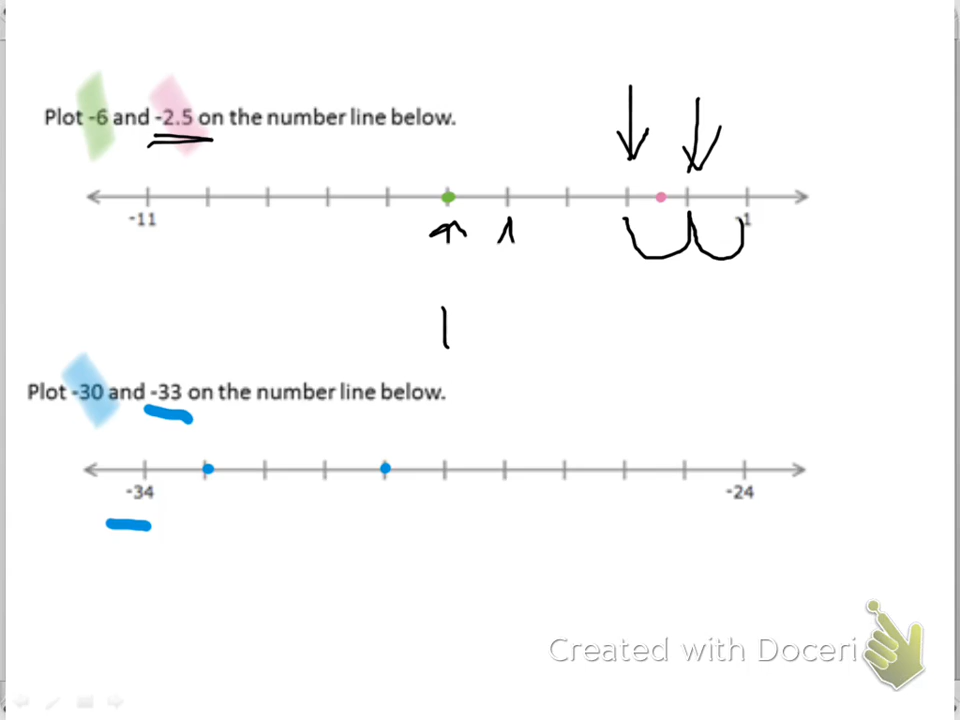 Plot -6 and -2.5 on the number line below.
-11 -1
Plot -30 and -33 on the number line below.
-34 -24
Created with Doceri